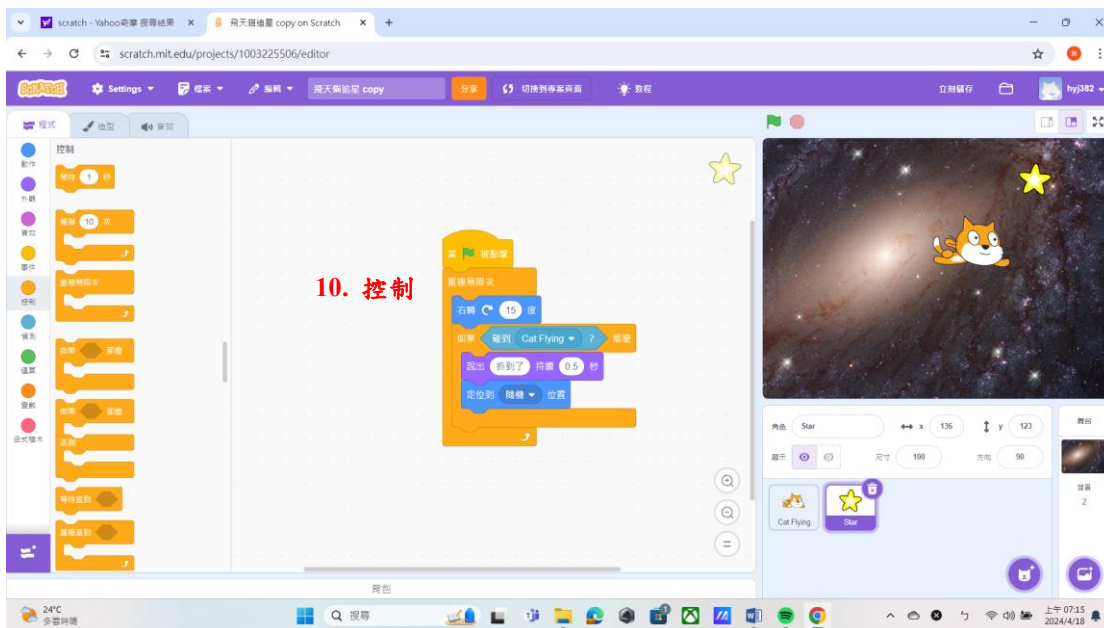 scratch - Yahoo奇摩 搜尋結果
飛天貓追星 copy on Scratch
scratch.mit.edu/projects/1003225506/editor
SCRATCH
Settings
檔案
編輯
飛天貓追星 copy
分享
切換到專案頁面
教程
立刻儲存
hyj382
程式
造型
音效
動作
外觀
音效
事件
控制
偵測
運算
變數
函式積木
控制
等待 1 秒
重複 10 次
重複無限次
如果 那麼
如果 那麼
否則
等待直到
重複直到
10. 控制
當 被點擊
重複無限次
右轉 15 度
如果 碰到 Cat Flying ? 那麼
說出 抓到了 持續 0.5 秒
定位到 隨機 位置
背包
角色 Star x 136 y 123
顯示 尺寸 100 方向 90
Cat Flying
Star
舞台
背景
2
24°C
多雲時晴
搜尋
上午 07:15
2024/4/18